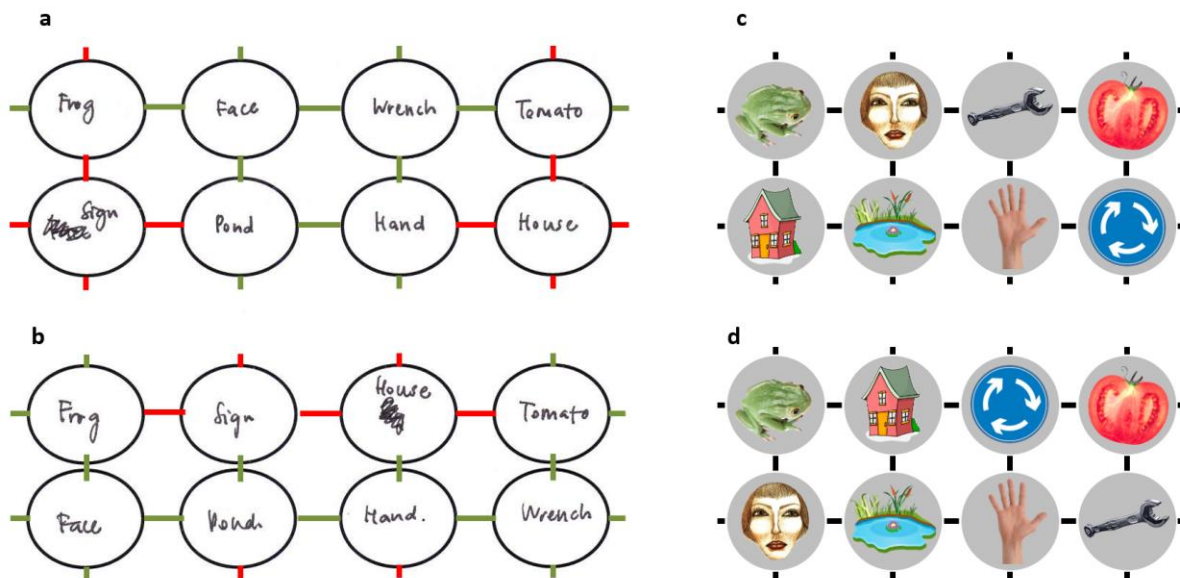 a
Frog Face Wrench Tomato
Sign Pond Hand House
b
Frog Sign House Tomato
Face Pond Hand. Wrench
c
d